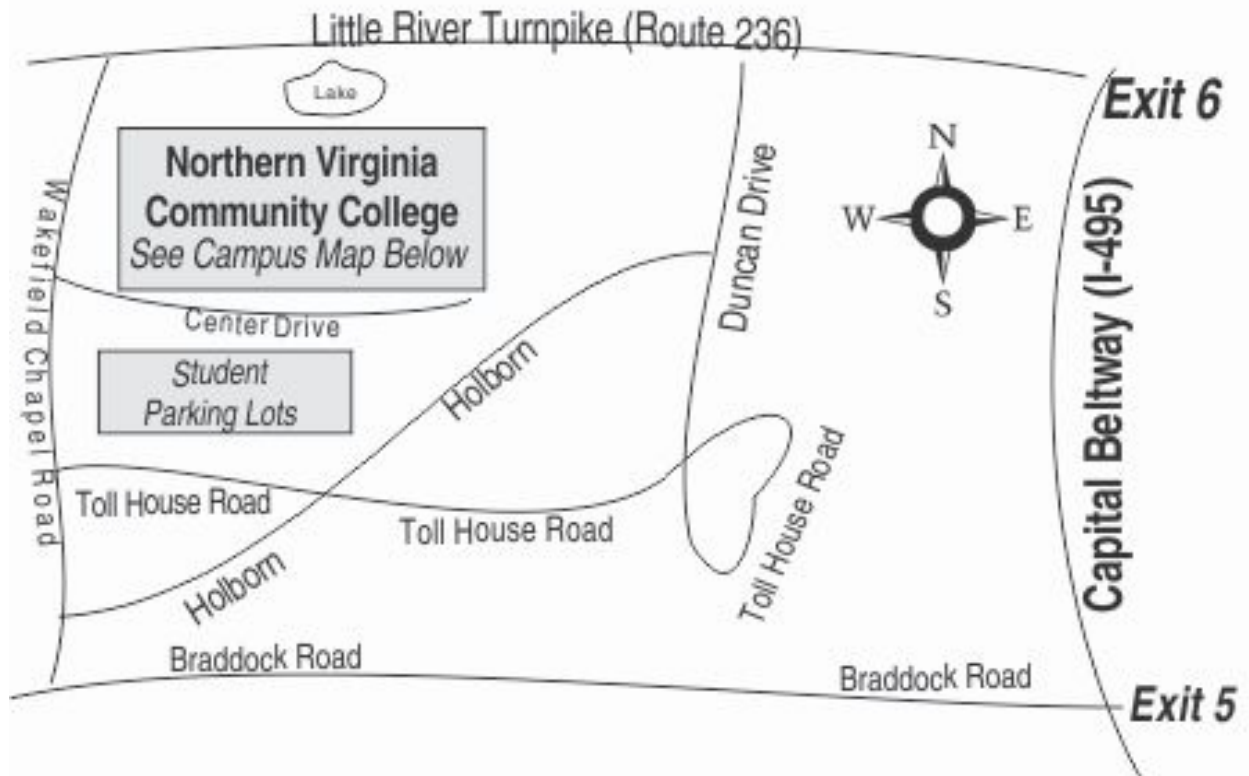 Little River Turnpike (Route 236)
Lake
Exit 6
Northern Virginia
Community College
See Campus Map Below
N
W
E
S
Wakefield Chapel Road
Duncan Drive
Capital Beltway (I-495)
Center Drive
Student
Parking Lots
Holborn
Toll House Road
Toll House Road
Toll House Road
Holborn
Braddock Road
Braddock Road
Exit 5